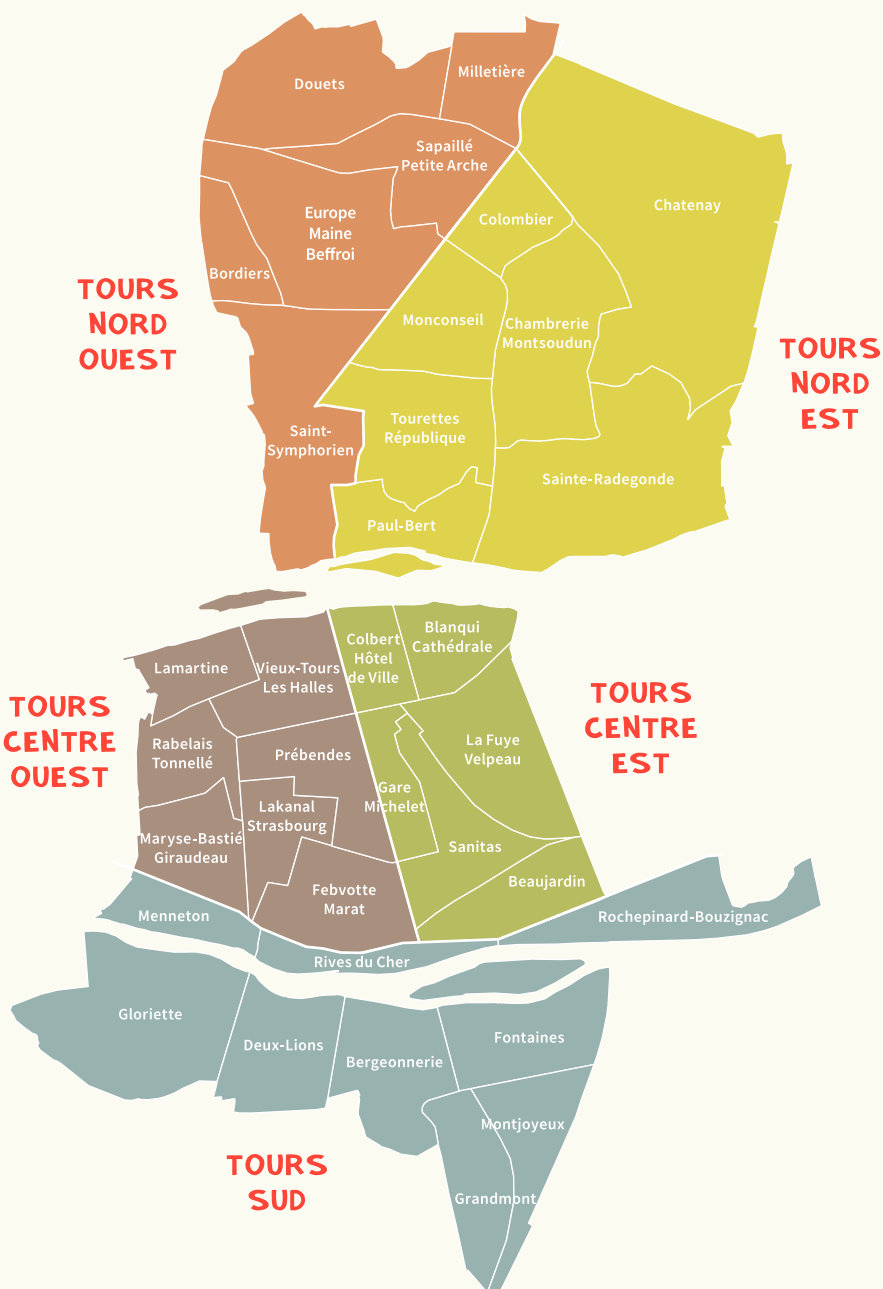 Douets
Milletière
Sapaillé
Petite Arche
Europe
Maine
Beffroi
Bordiers
TOURS
NORD
OUEST
Saint-
Symphorien
Chatenay
Colombier
Monconseil
Chambrerie
Montsoudun
TOURS
NORD
EST
Tourettes
République
Sainte-Radegonde
Paul-Bert
Lamartine
Vieux-Tours
Les Halles
TOURS
CENTRE
OUEST
Rabelais
Tonnellé
Prébendes
Lakanal
Strasbourg
Maryse-Bastié
Giraudeau
Febvotte
Marat
Colbert
Hôtel
de Ville
Blanqui
Cathédrale
TOURS
CENTRE
EST
La Fuye
Velpeau
Gare
Michelet
Sanitas
Beaujardin
Menneton
Rives du Cher
Rochepinard-Bouzignac
Gloriette
Deux-Lions
Bergeonnerie
Fontaines
Montjoyeux
Grandmont
TOURS
SUD